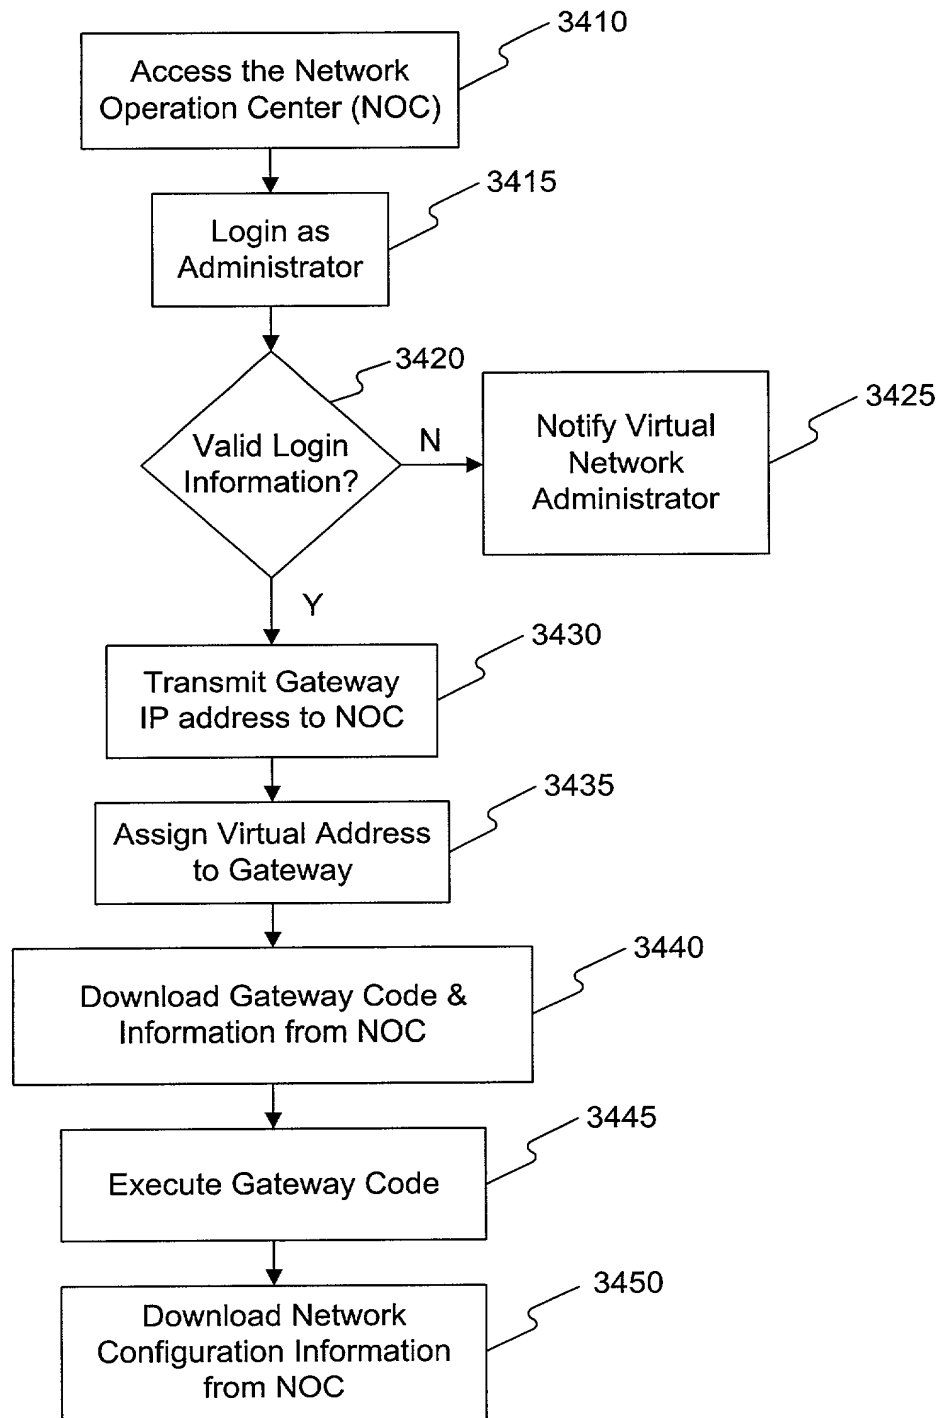 3410
Access the Network
Operation Center (NOC)
3415
Login as
Administrator
3420
Valid Login
Information?
N
3425
Notify Virtual
Network
Administrator
Y
3430
Transmit Gateway
IP address to NOC
3435
Assign Virtual Address
to Gateway
3440
Download Gateway Code &
Information from NOC
3445
Execute Gateway Code
3450
Download Network
Configuration Information
from NOC